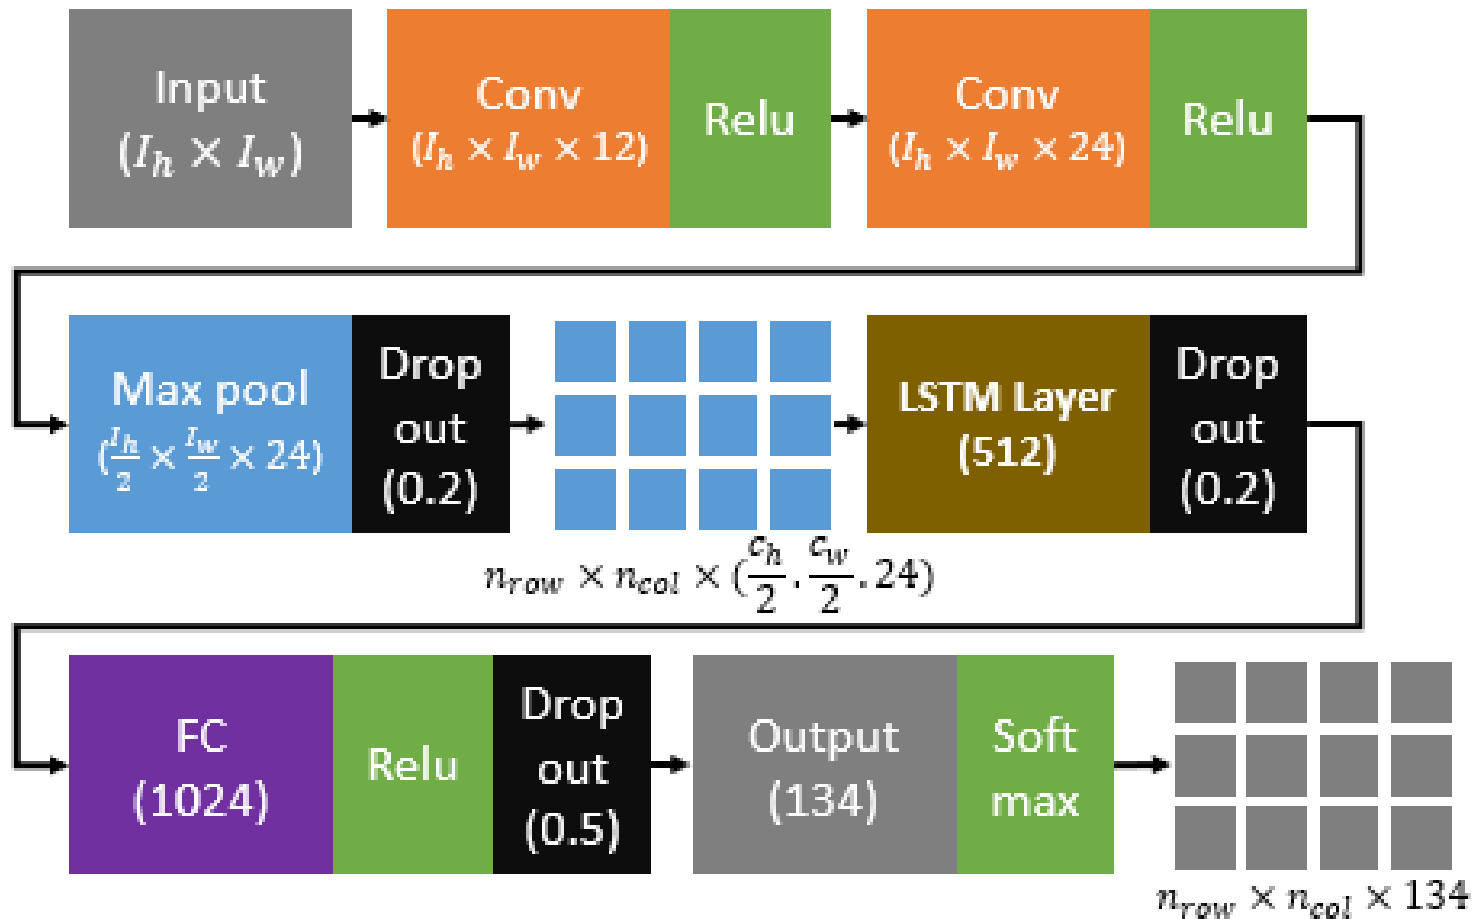 Input
(I_h × I_w)
Conv
(I_h × I_w × 12)
Relu
Conv
(I_h × I_w × 24)
Relu
Max pool
(I_h/2 × I_w/2 × 24)
Drop
out
(0.2)
n_row × n_col × (c_h/2 . c_w/2 . 24)
LSTM Layer
(512)
Drop
out
(0.2)
FC
(1024)
Relu
Drop
out
(0.5)
Output
(134)
Soft
max
n_row × n_col × 134